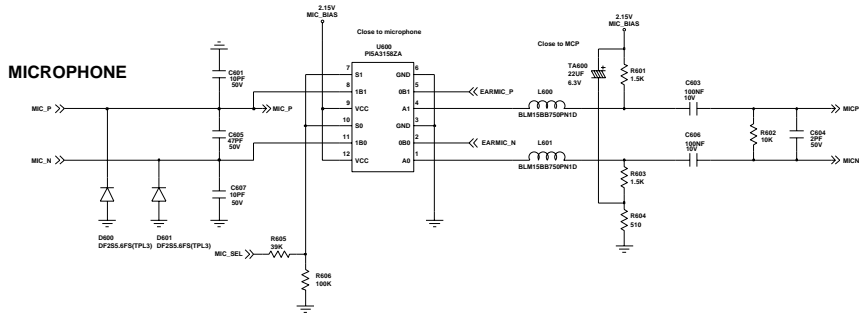 MICROPHONE
2.15V
MIC_BIAS
Close to microphone
U600
PI5A3158ZA
7 S1 GND 6
8 1B1 0B1 5
9 VCC A1 4
10 S0 GND 3
11 1B0 0B0 2
12 VCC A0 1
MIC_P
MIC_P
MIC_N
C601
10PF
50V
C605
47PF
50V
C607
10PF
50V
D600
DF2S5.6FS(TPL3)
D601
DF2S5.6FS(TPL3)
MIC_SEL
R605
39K
R606
100K
EARMIC_P
EARMIC_N
L600
BLM15BB750PN1D
L601
BLM15BB750PN1D
Close to MCP
2.15V
MIC_BIAS
TA600
22UF
6.3V
R601
1.5K
C603
100NF
10V
C606
100NF
10V
R602
10K
C604
2PF
50V
MICP
MICN
R603
1.5K
R604
510